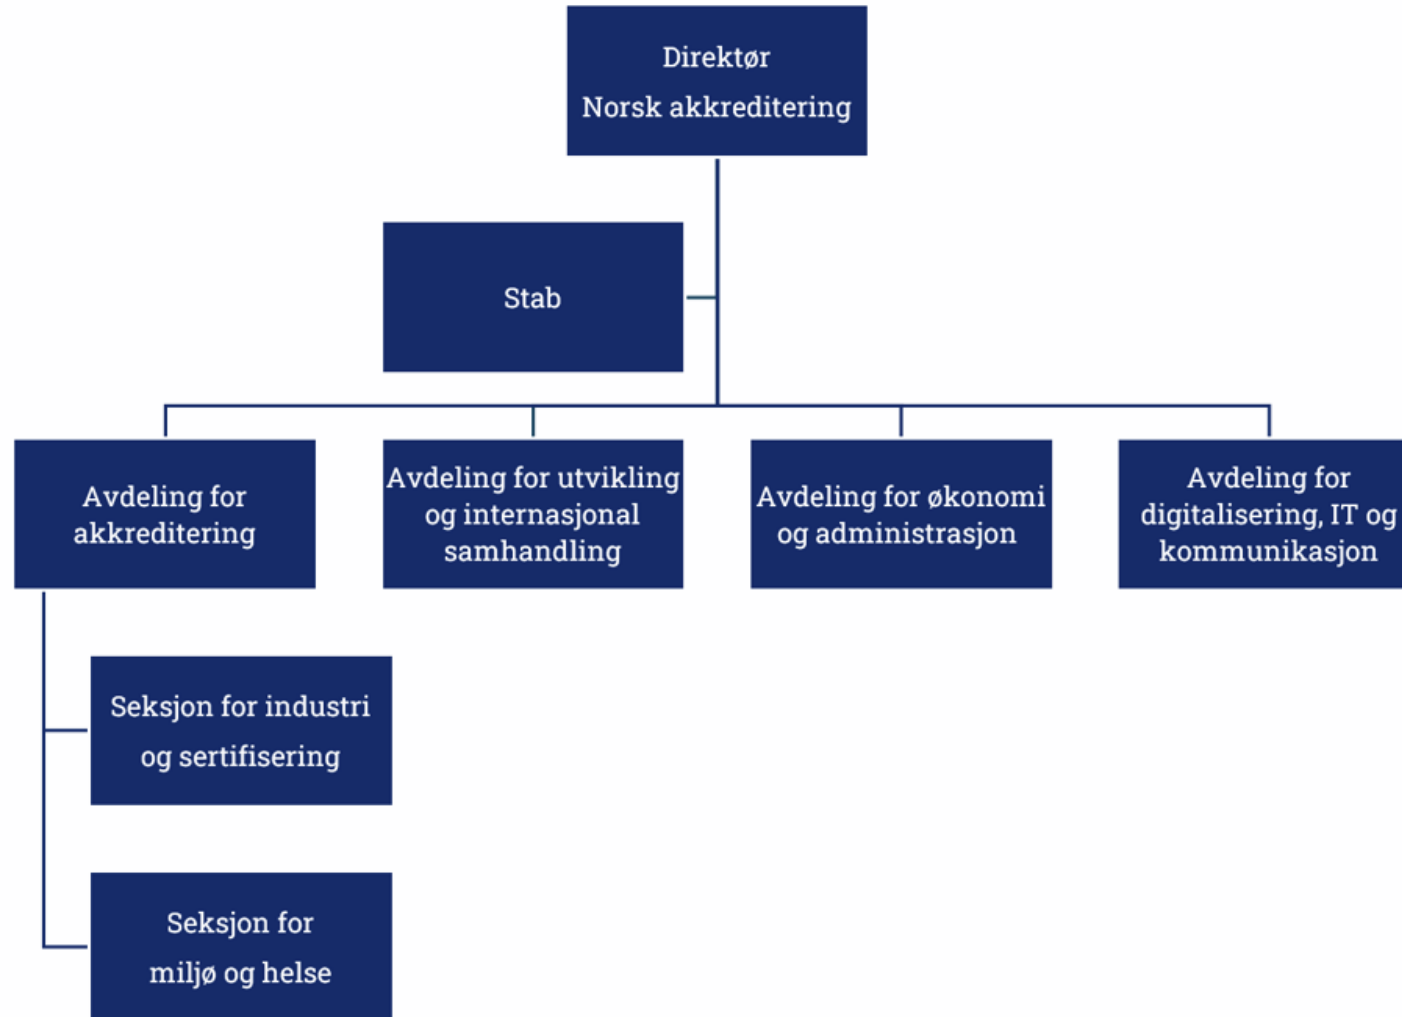 Direktør
Norsk akkreditering
Stab
Avdeling for
akkreditering
Avdeling for utvikling
og internasjonal
samhandling
Avdeling for økonomi
og administrasjon
Avdeling for
digitalisering, IT og
kommunikasjon
Seksjon for industri
og sertifisering
Seksjon for
miljø og helse